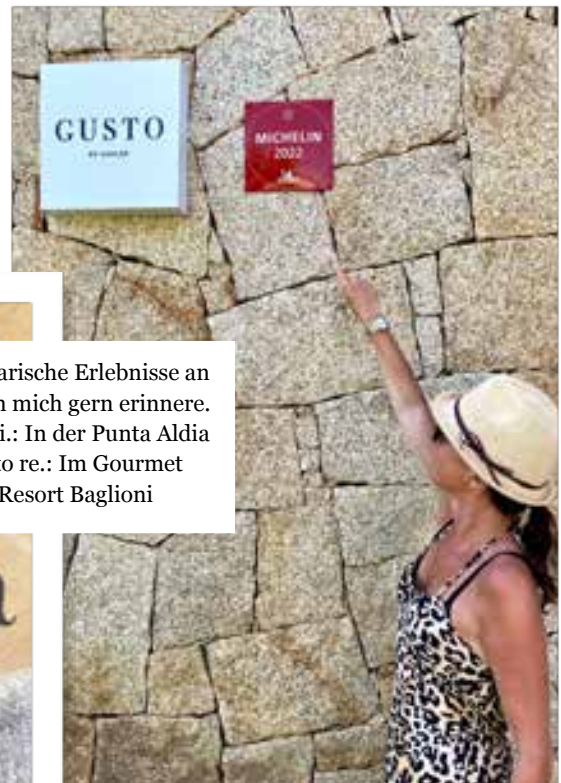 GUSTO
MICHELIN
2022
arische Erlebnisse an
mich gern erinnere.
i.: In der Punta Aldia
to re.: Im Gourmet
Resort Baglioni